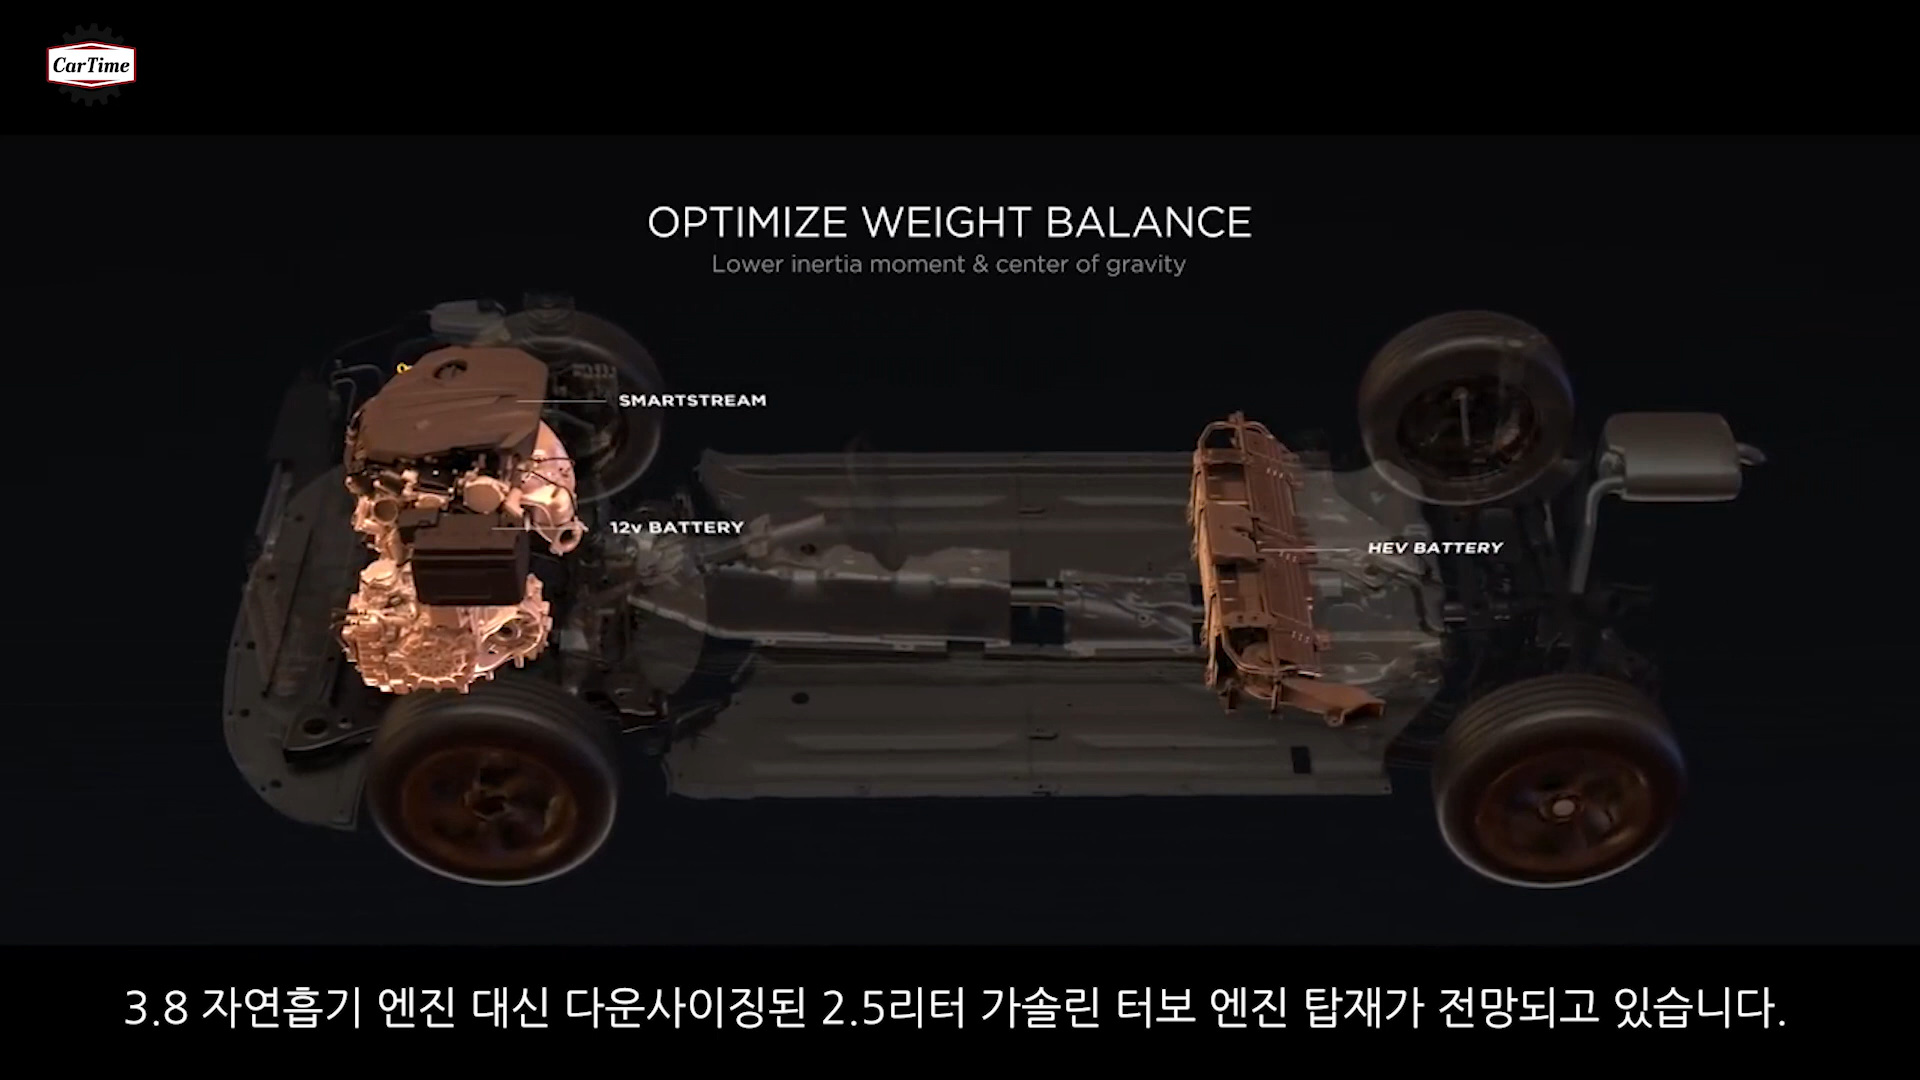 CarTime
OPTIMIZE WEIGHT BALANCE
Lower inertia moment & center of gravity
SMARTSTREAM
12v BATTERY
HEV BATTERY
3.8 자연흡기 엔진 대신 다운사이징된 2.5리터 가솔린 터보 엔진 탑재가 전망되고 있습니다.